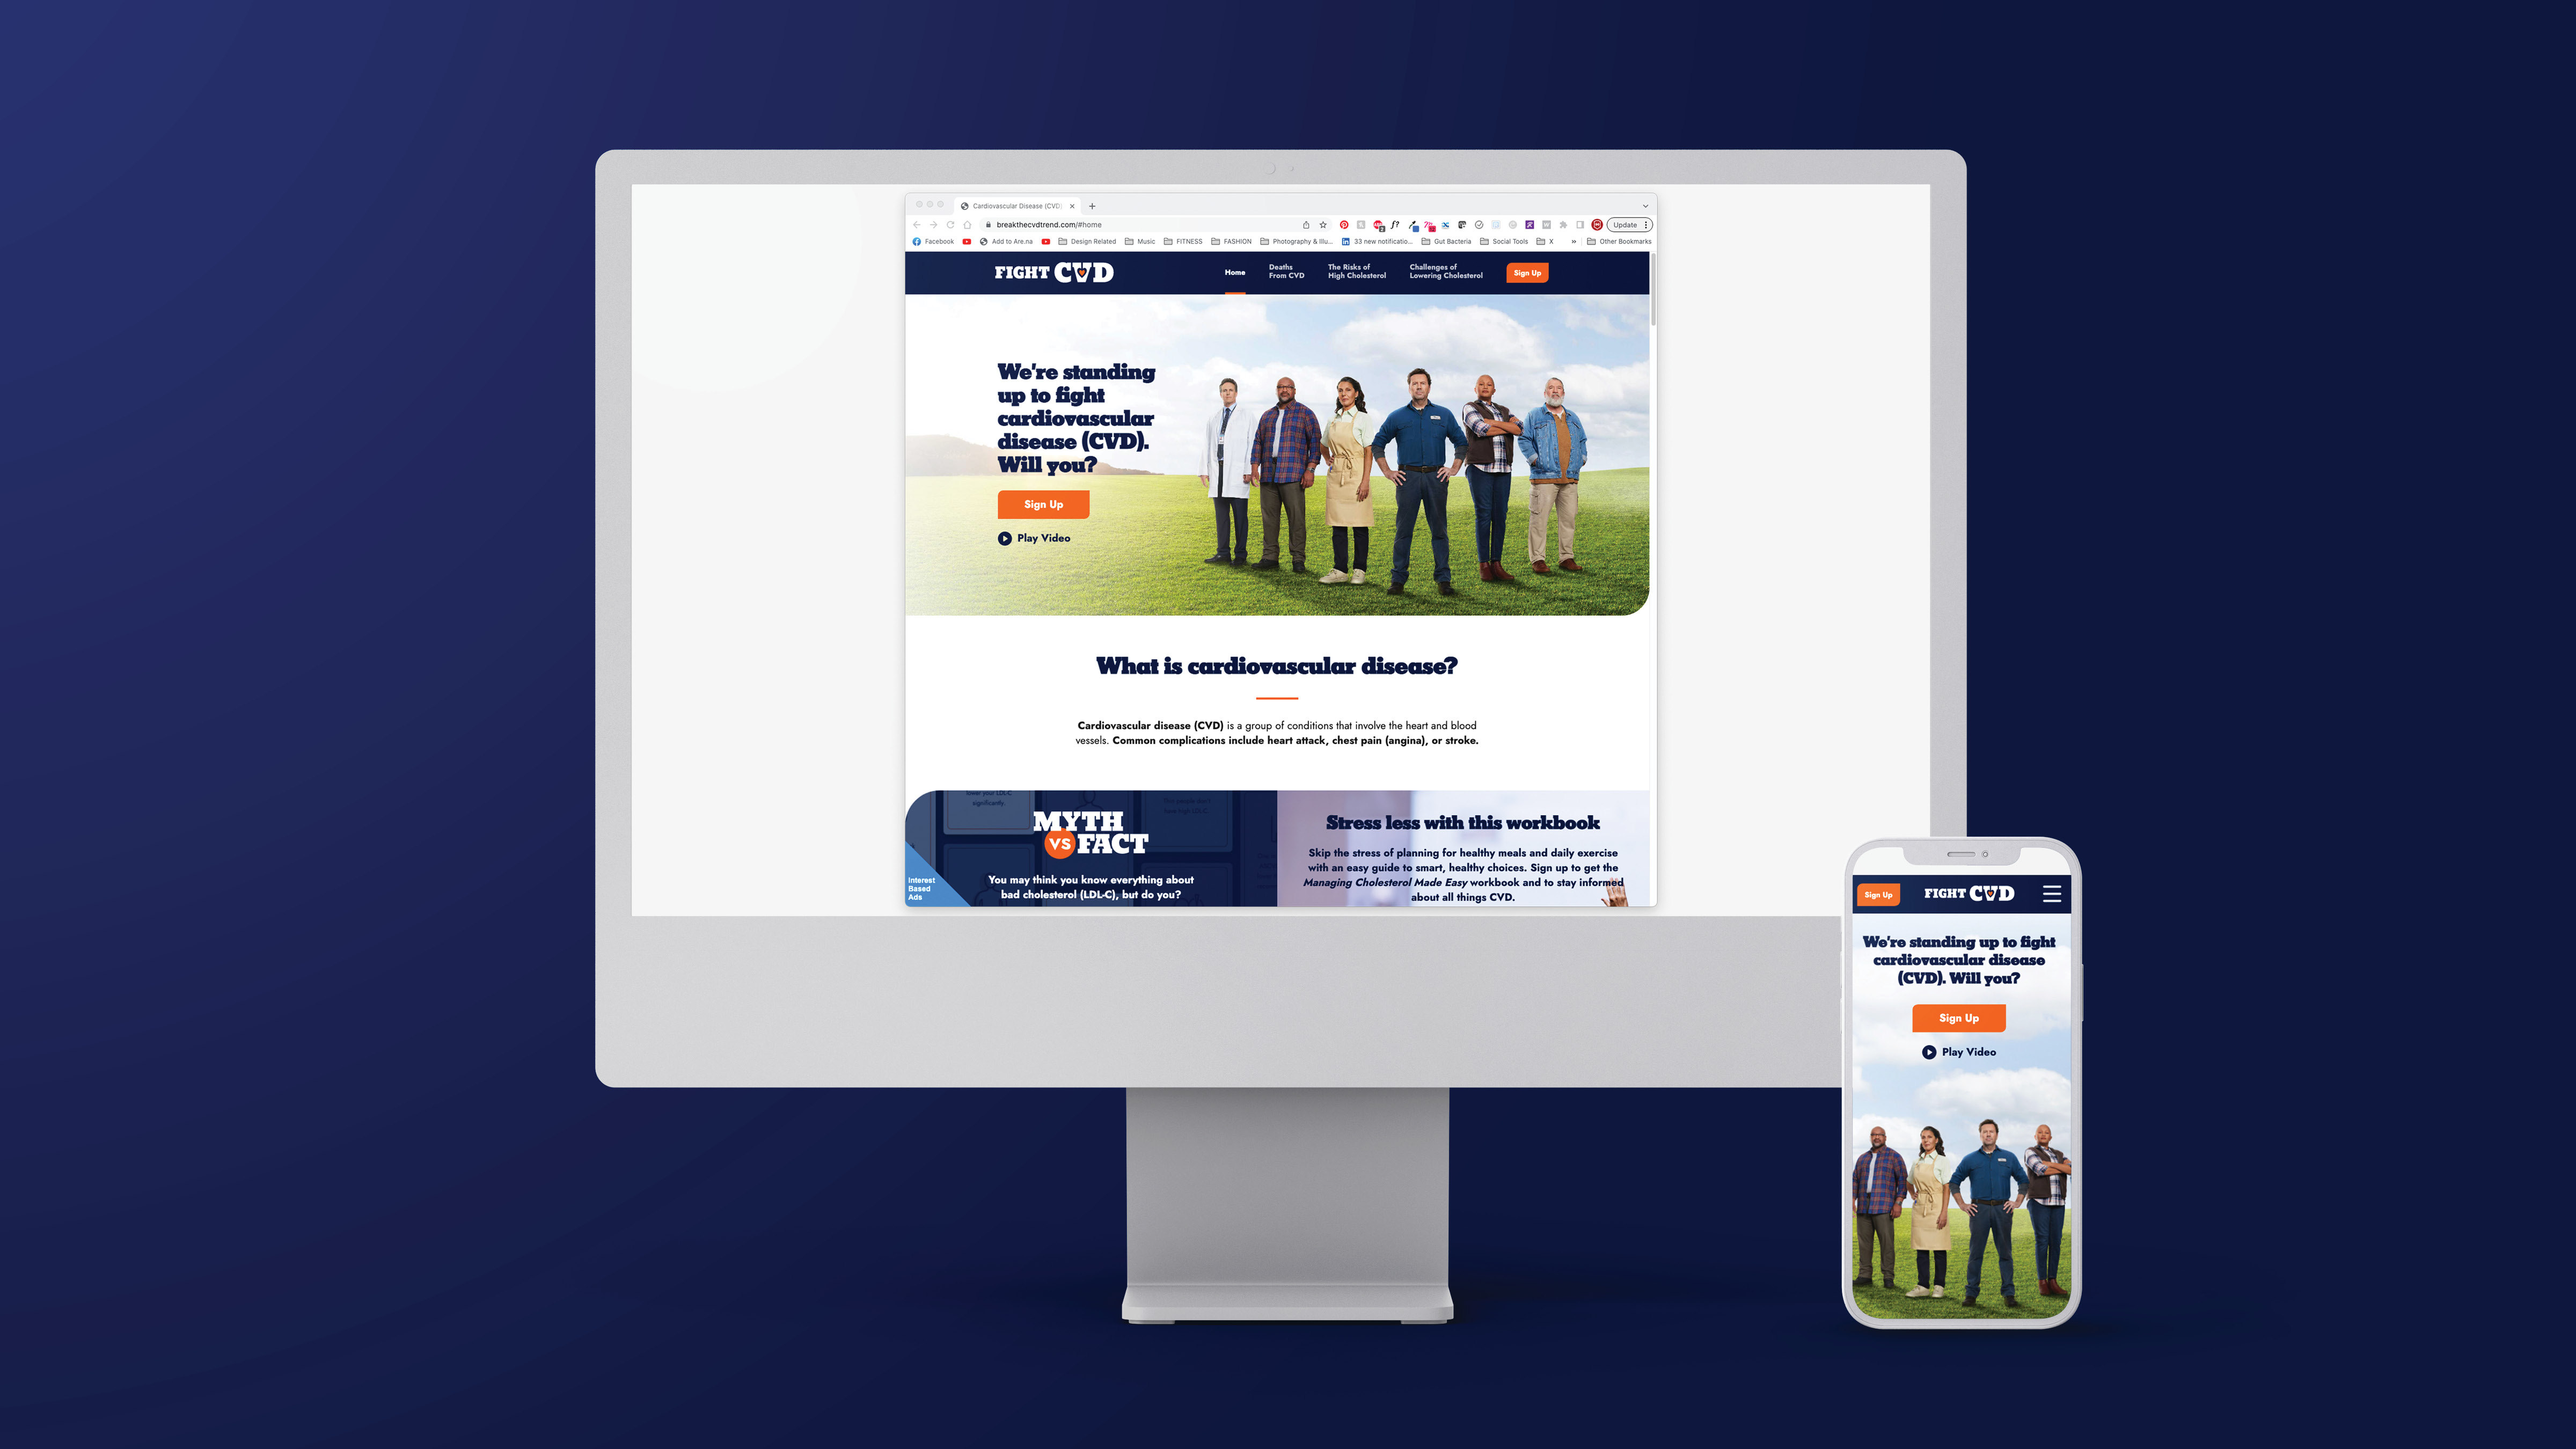 Cardiovascular Disease (CVD)
breakthecvdtrend.com/#home
Update
Facebook
Add to Are.na
Design Related
Music
FITNESS
FASHION
Photography & illu...
33 new notificatio...
Gut Bacteria
Social Tools
X
»
Other Bookmarks
FIGHT CVD
Home
Deaths
From CVD
The Risks of
High Cholesterol
Challenges of
Lowering Cholesterol
Sign Up
We're standing
up to fight
cardiovascular
disease (CVD).
Will you?
Sign Up
Play Video
What is cardiovascular disease?
Cardiovascular disease (CVD) is a group of conditions that involve the heart and blood
vessels. Common complications include heart attack, chest pain (angina), or stroke.
lower your LDL-C
significantly.
MYTH
VS FACT
You may think you know everything about
bad cholesterol (LDL-C), but do you?
Interest
Based
Ads
Stress less with this workbook
Skip the stress of planning for healthy meals and daily exercise
with an easy guide to smart, healthy choices. Sign up to get the
Managing Cholesterol Made Easy workbook and to stay informed
about all things CVD.
Sign Up
FIGHT CVD
We're standing up to fight
cardiovascular disease
(CVD). Will you?
Sign Up
Play Video